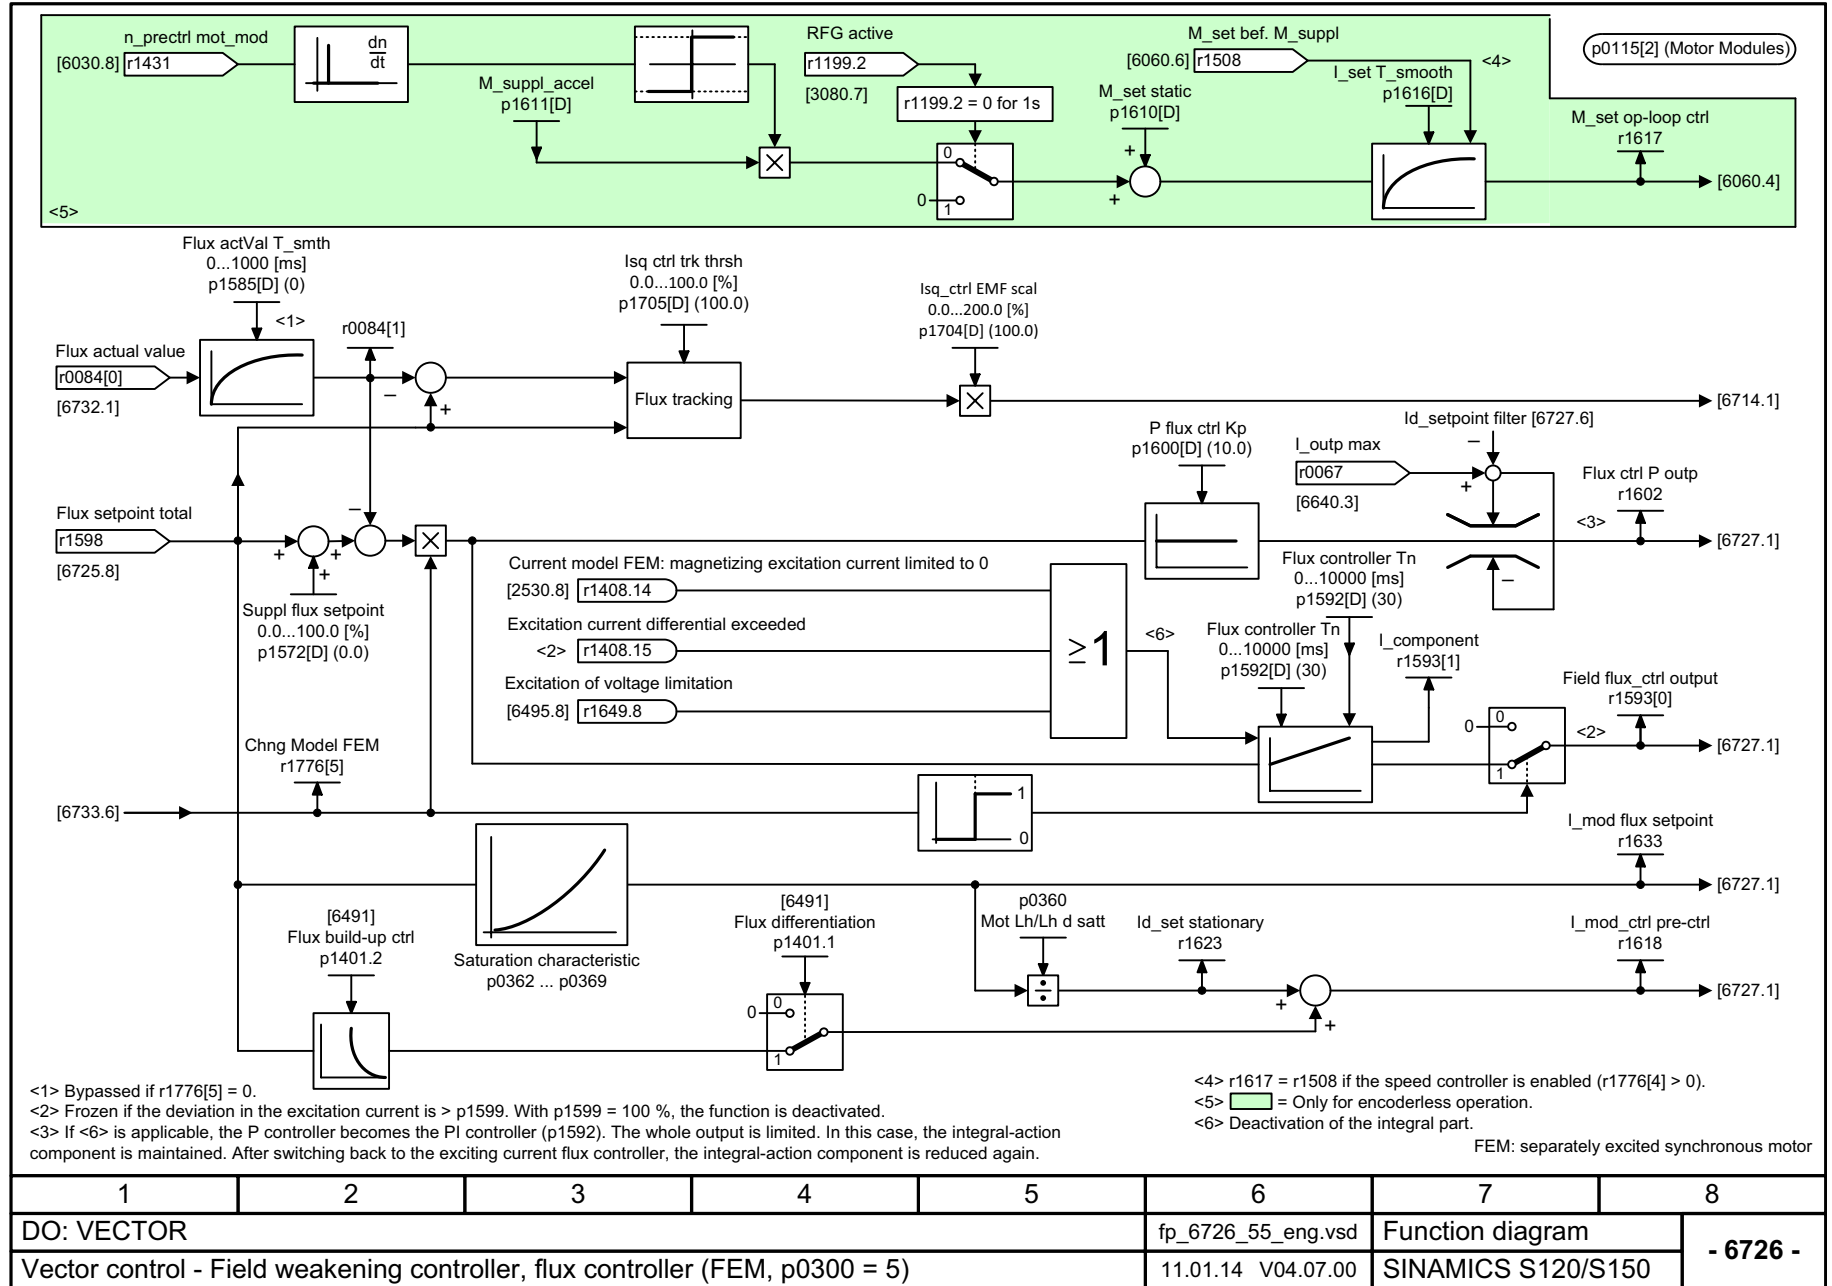 n_prectrl mot_mod
[6030.8] r1431
dn
dt
M_suppl_accel
p1611[D]
RFG active
r1199.2
[3080.7]
r1199.2 = 0 for 1s
0
0
1
M_set bef. M_suppl
[6060.6] r1508
<4>
M_set static
p1610[D]
+
+
I_set T_smooth
p1616[D]
p0115[2] (Motor Modules)
M_set op-loop ctrl
r1617
[6060.4]
<5>
Flux actVal T_smth
0...1000 [ms]
p1585[D] (0)
<1>
r0084[1]
Flux actual value
r0084[0]
[6732.1]
–
+
Isq ctrl trk thrsh
0.0...100.0 [%]
p1705[D] (100.0)
Flux tracking
Isq_ctrl EMF scal
0.0...200.0 [%]
p1704[D] (100.0)
[6714.1]
Flux setpoint total
r1598
[6725.8]
+
+
+
–
Suppl flux setpoint
0.0...100.0 [%]
p1572[D] (0.0)
P flux ctrl Kp
p1600[D] (10.0)
Id_setpoint filter [6727.6]
I_outp max
r0067
[6640.3]
–
+
–
Flux ctrl P outp
r1602
<3>
[6727.1]
Current model FEM: magnetizing excitation current limited to 0
[2530.8] r1408.14
Excitation current differential exceeded
<2> r1408.15
Excitation of voltage limitation
[6495.8] r1649.8
≥1
<6>
Flux controller Tn
0...10000 [ms]
p1592[D] (30)
Flux controller Tn
0...10000 [ms]
p1592[D] (30)
I_component
r1593[1]
0
0
1
<2>
Field flux_ctrl output
r1593[0]
[6727.1]
Chng Model FEM
r1776[5]
[6733.6]
1
0
I_mod flux setpoint
r1633
[6727.1]
Saturation characteristic
p0362 ... p0369
[6491]
Flux build-up ctrl
p1401.2
[6491]
Flux differentiation
p1401.1
0
0
1
p0360
Mot Lh/Lh d satt
÷
Id_set stationary
r1623
+
+
I_mod_ctrl pre-ctrl
r1618
[6727.1]
<1> Bypassed if r1776[5] = 0.
<2> Frozen if the deviation in the excitation current is > p1599. With p1599 = 100 %, the function is deactivated.
<3> If <6> is applicable, the P controller becomes the PI controller (p1592). The whole output is limited. In this case, the integral-action
component is maintained. After switching back to the exciting current flux controller, the integral-action component is reduced again.
<4> r1617 = r1508 if the speed controller is enabled (r1776[4] > 0).
<5> = Only for encoderless operation.
<6> Deactivation of the integral part.
FEM: separately excited synchronous motor
1 2 3 4 5 6 7 8
DO: VECTOR
fp_6726_55_eng.vsd
Function diagram
- 6726 -
Vector control - Field weakening controller, flux controller (FEM, p0300 = 5)
11.01.14 V04.07.00
SINAMICS S120/S150